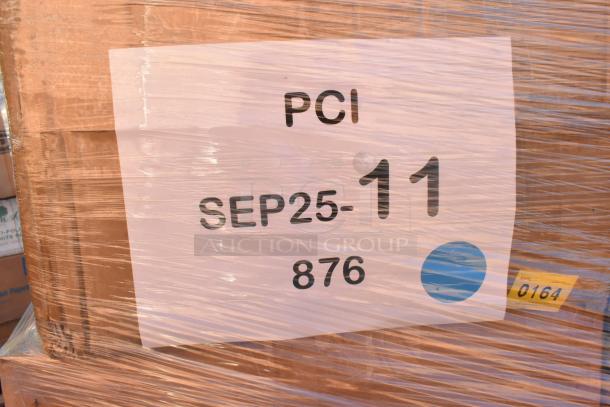 PCI
SEP25-11
AUCTION GROUP
876
0164